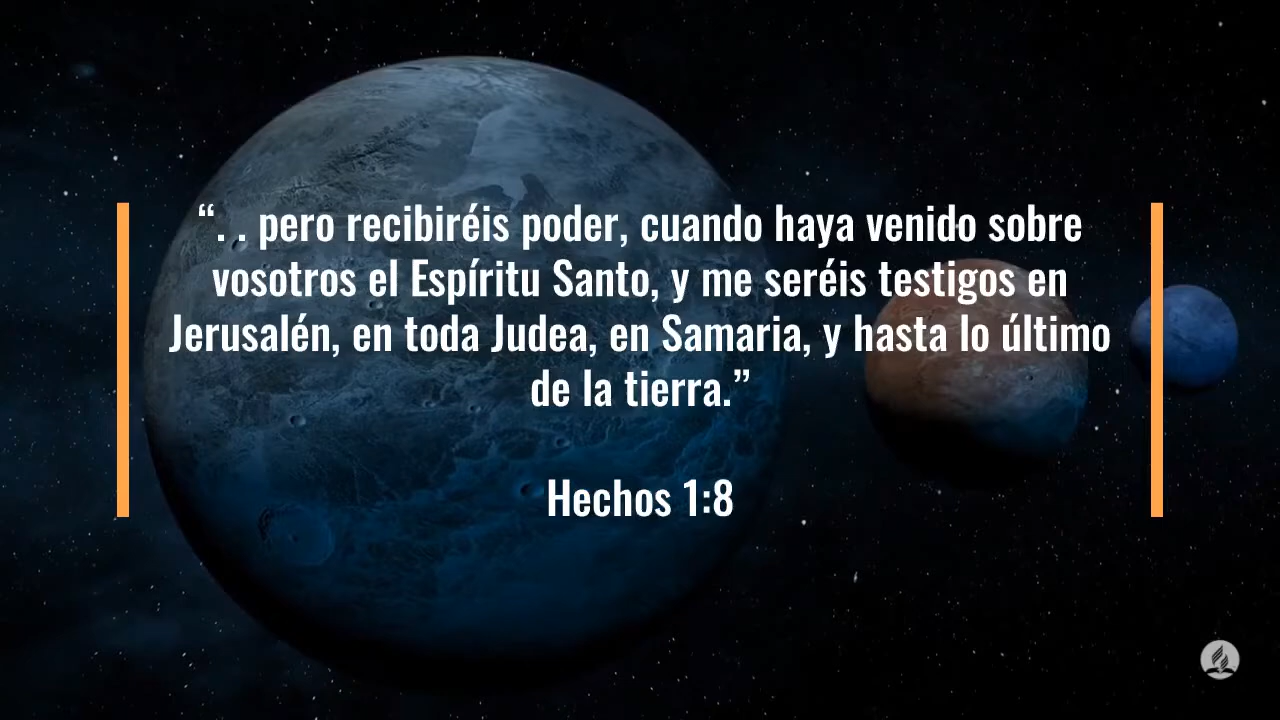 “. . pero recibiréis poder, cuando haya venido sobre
vosotros el Espíritu Santo, y me seréis testigos en
Jerusalén, en toda Judea, en Samaria, y hasta lo último
de la tierra.”
Hechos 1:8